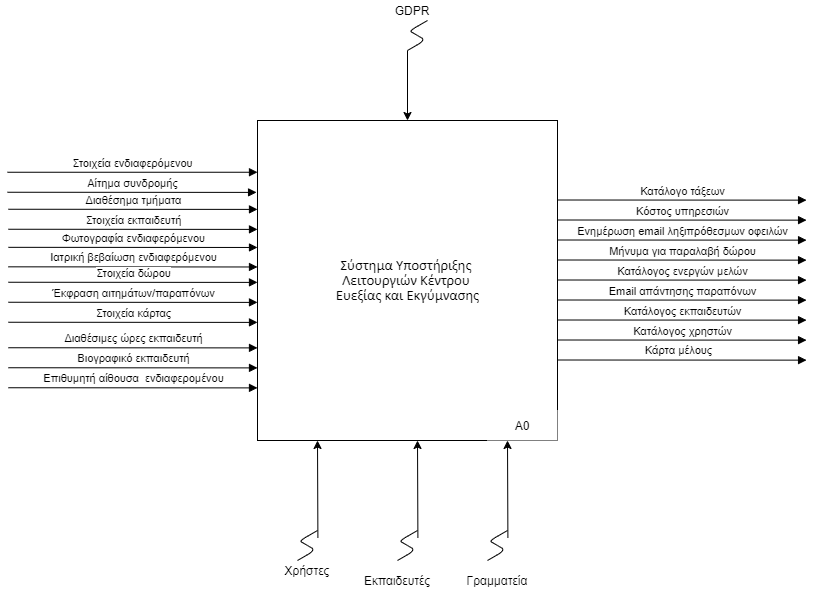 GDPR
Στοιχεία ενδιαφερόμενου
Αίτημα συνδρομής
Διαθέσημα τμήματα
Στοιχεία εκπαιδευτή
Φωτογραφία ενδιαφερόμενου
Ιατρική βεβαίωση ενδιαφερόμενου
Στοιχεία δώρου
Έκφραση αιτημάτων/παραπόνων
Στοιχεία κάρτας
Διαθέσιμες ώρες εκπαιδευτή
Βιογραφικό εκπαιδευτή
Επιθυμητή αίθουσα ενδιαφερομένου
Σύστημα Υποστήριξης
Λειτουργιών Κέντρου
Ευεξίας και Εκγύμνασης
A0
Κατάλογο τάξεων
Κόστος υπηρεσιών
Ενημέρωση email ληξιπρόθεσμων οφειλών
Μήνυμα για παραλαβή δώρου
Κατάλογος ενεργών μελών
Email απάντησης παραπόνων
Κατάλογος εκπαιδευτών
Κατάλογος χρηστών
Κάρτα μέλους
Χρήστες
Εκπαιδευτές
Γραμματεία